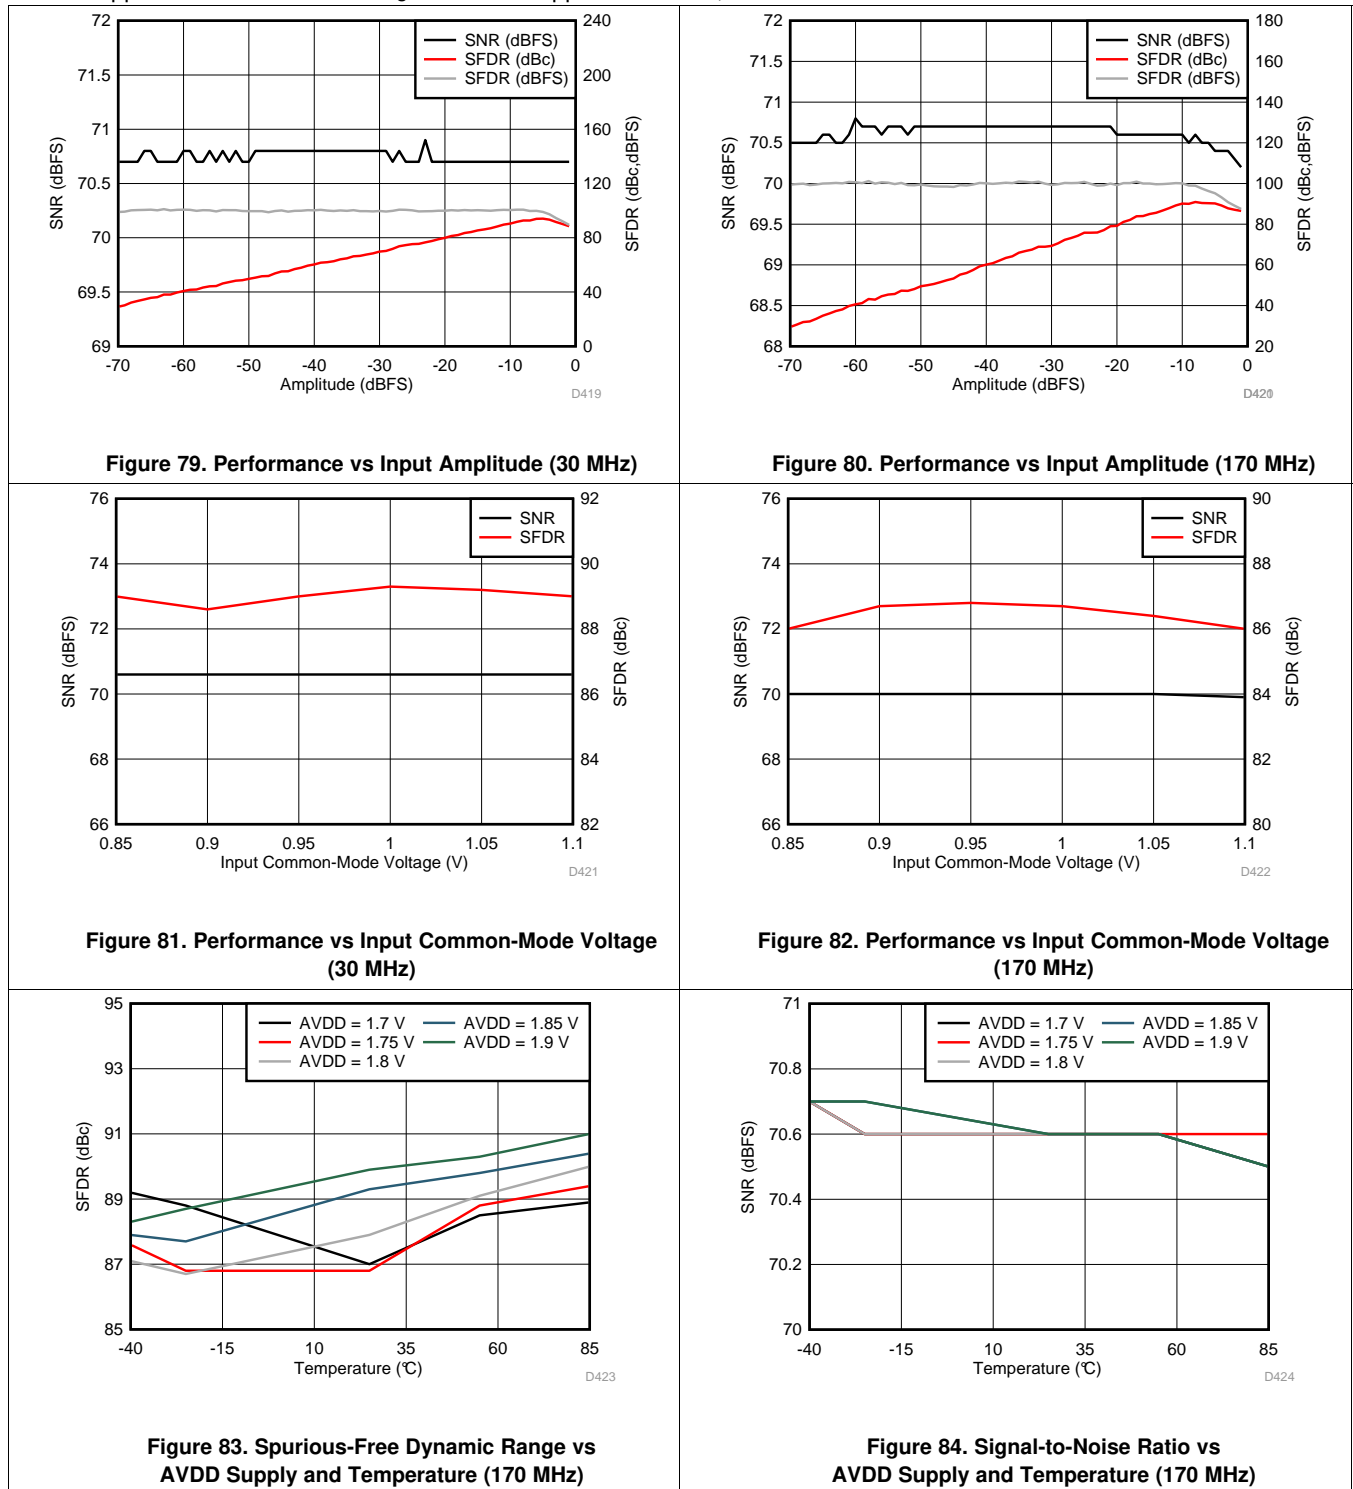 72
71.5
71
70.5
70
69.5
69
240
200
160
120
80
40
0
SNR (dBFS)
SFDR (dBc,dBFS)
SNR (dBFS)
SFDR (dBc)
SFDR (dBFS)
-70 -60 -50 -40 -30 -20 -10 0
Amplitude (dBFS)
D419
Figure 79. Performance vs Input Amplitude (30 MHz)
72
71.5
71
70.5
70
69.5
69
68.5
68
180
160
140
120
100
80
60
40
20
SNR (dBFS)
SFDR (dBc,dBFS)
SNR (dBFS)
SFDR (dBc)
SFDR (dBFS)
-70 -60 -50 -40 -30 -20 -10 0
Amplitude (dBFS)
Figure 80. Performance vs Input Amplitude (170 MHz)
76
74
72
70
68
66
92
90
88
86
84
82
SNR (dBFS)
SFDR (dBc)
SNR
SFDR
0.85 0.9 0.95 1 1.05 1.1
Input Common-Mode Voltage (V)
D421
Figure 81. Performance vs Input Common-Mode Voltage
(30 MHz)
76
74
72
70
68
66
90
88
86
84
82
80
SNR (dBFS)
SFDR (dBc)
SNR
SFDR
0.85 0.9 0.95 1 1.05 1.1
Input Common-Mode Voltage (V)
D422
Figure 82. Performance vs Input Common-Mode Voltage
(170 MHz)
95
93
91
89
87
85
SFDR (dBc)
AVDD = 1.7 V AVDD = 1.85 V
AVDD = 1.75 V AVDD = 1.9 V
AVDD = 1.8 V
-40 -15 10 35 60 85
Temperature (°C)
D423
Figure 83. Spurious-Free Dynamic Range vs
AVDD Supply and Temperature (170 MHz)
71
70.8
70.6
70.4
70.2
70
SNR (dBFS)
AVDD = 1.7 V AVDD = 1.85 V
AVDD = 1.75 V AVDD = 1.9 V
AVDD = 1.8 V
-40 -15 10 35 60 85
Temperature (°C)
D424
Figure 84. Signal-to-Noise Ratio vs
AVDD Supply and Temperature (170 MHz)